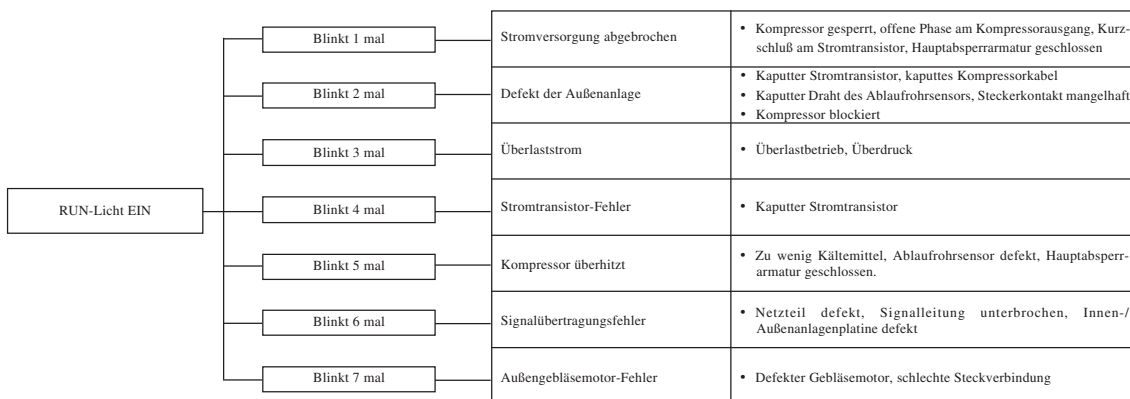 Blinkt 1 mal
Stromversorgung abgebrochen
• Kompressor gesperrt, offene Phase am Kompressorausgang, Kurz-
schluß am Stromtransistor, Hauptabsperrarmatur geschlossen
Blinkt 2 mal
Defekt der Außenanlage
• Kaputter Stromtransistor, kaputtes Kompressorkabel
• Kaputter Draht des Ablaufrohrsensors, Steckerkontakt mangelhaft
• Kompressor blockiert
Blinkt 3 mal
Überlaststrom
• Überlastbetrieb, Überdruck
RUN-Licht EIN
Blinkt 4 mal
Stromtransistor-Fehler
• Kaputter Stromtransistor
Blinkt 5 mal
Kompressor überhitzt
• Zu wenig Kältemittel, Ablaufrohrsensor defekt, Hauptabsperr-
armatur geschlossen.
Blinkt 6 mal
Signalübertragungsfehler
• Netzteil defekt, Signalleitung unterbrochen, Innen-/
Außenanlagenplatine defekt
Blinkt 7 mal
Außengebläsemotor-Fehler
• Defekter Gebläsemotor, schlechte Steckverbindung